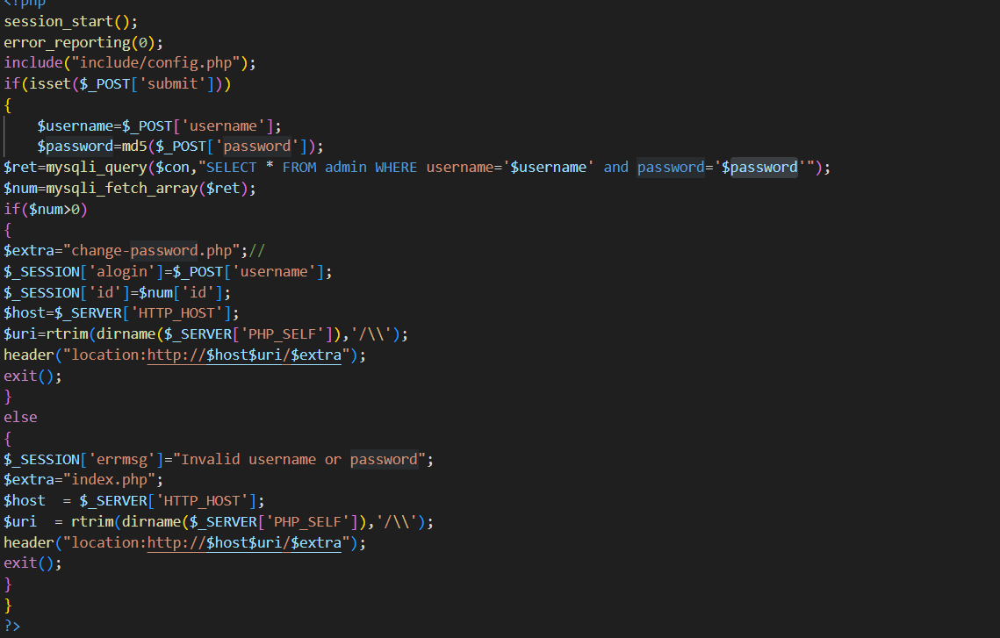 <?php
session_start();
error_reporting(0);
include("include/config.php");
if(isset($_POST['submit']))
{
    $username=$_POST['username'];
    $password=md5($_POST['password']);
$ret=mysqli_query($con,"SELECT * FROM admin WHERE username='$username' and password='$password'");
$num=mysqli_fetch_array($ret);
if($num>0)
{
$extra="change-password.php";//
$_SESSION['alogin']=$_POST['username'];
$_SESSION['id']=$num['id'];
$host=$_SERVER['HTTP_HOST'];
$uri=rtrim(dirname($_SERVER['PHP_SELF']),'/\\');
header("location:http://$host$uri/$extra");
exit();
}
else
{
$_SESSION['errmsg']="Invalid username or password";
$extra="index.php";
$host  = $_SERVER['HTTP_HOST'];
$uri  = rtrim(dirname($_SERVER['PHP_SELF']),'/\\');
header("location:http://$host$uri/$extra");
exit();
}
}
?>